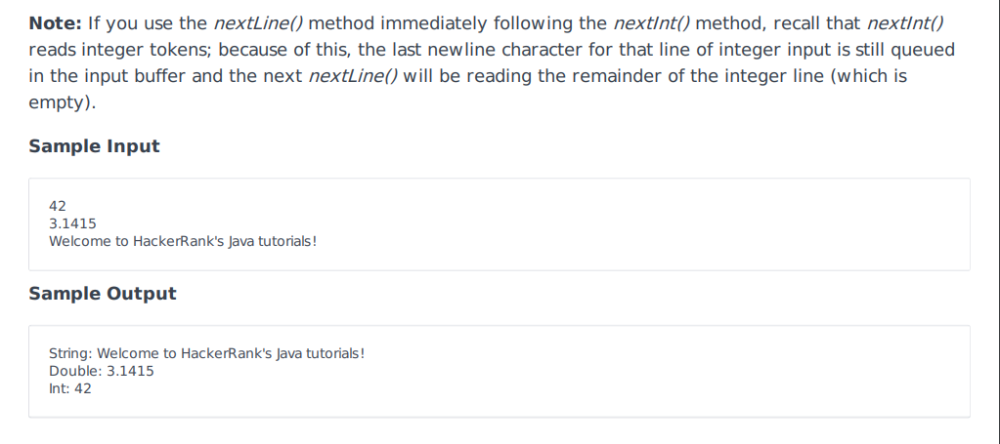 Note: If you use the nextLine() method immediately following the nextInt() method, recall that nextInt()
reads integer tokens; because of this, the last newline character for that line of integer input is still queued
in the input buffer and the next nextLine() will be reading the remainder of the integer line (which is
empty).
Sample Input
42
3.1415
Welcome to HackerRank's Java tutorials!
Sample Output
String: Welcome to HackerRank's Java tutorials!
Double: 3.1415
Int: 42